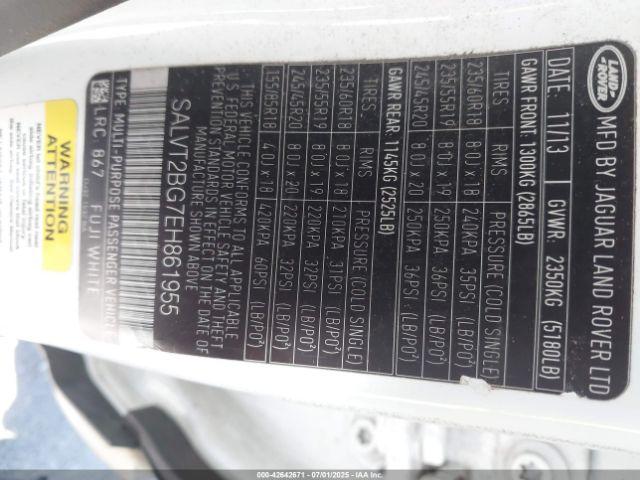 LAND-
ROVER
MFD BY JAGUAR LAND ROVER LTD
DATE: 11/13 GVWR: 2350KG (5180LB)
GAWR FRONT 1300KG (2865LB)
TIRES RIMS PRESSURE (COLD SINGLE)
235/60R18 8.0J x 18 240KPA 35PSI (LB/PO²)
235/55R19 8.0J x 19 250KPA 36PSI (LB/PO²)
245/45R20 8.0J x 20 250KPA 36PSI (LB/PO²)
GAWR REAR: 1145KG (2525LB)
TIRES RIMS PRESSURE (COLD SINGLE)
235/60R18 8.0J x 18 210KPA 31PSI (LB/PO²)
235/55R19 8.0J x 19 220KPA 32PSI (LB/PO²)
245/45R20 8.0J x 20 220KPA 32PSI (LB/PO²)
155/85R18 4.0J x 18 420KPA 60PSI (LB/PO²)
THIS VEHICLE CONFORMS TO ALL APPLICABLE
U S FEDERAL MOTOR VEHICLE SAFETY AND THEFT
PREVENTION STANDARDS IN EFFECT ON THE DATE OF
MANUFACTURE SHOWN ABOVE
SALVT2BG7EH861955
TYPE: MULTI-PURPOSE PASSENGER VEHICLE
LRC 867 FUJI WHITE
WARNING
000-42642671 - 07/01/2025 - IAAI.COM